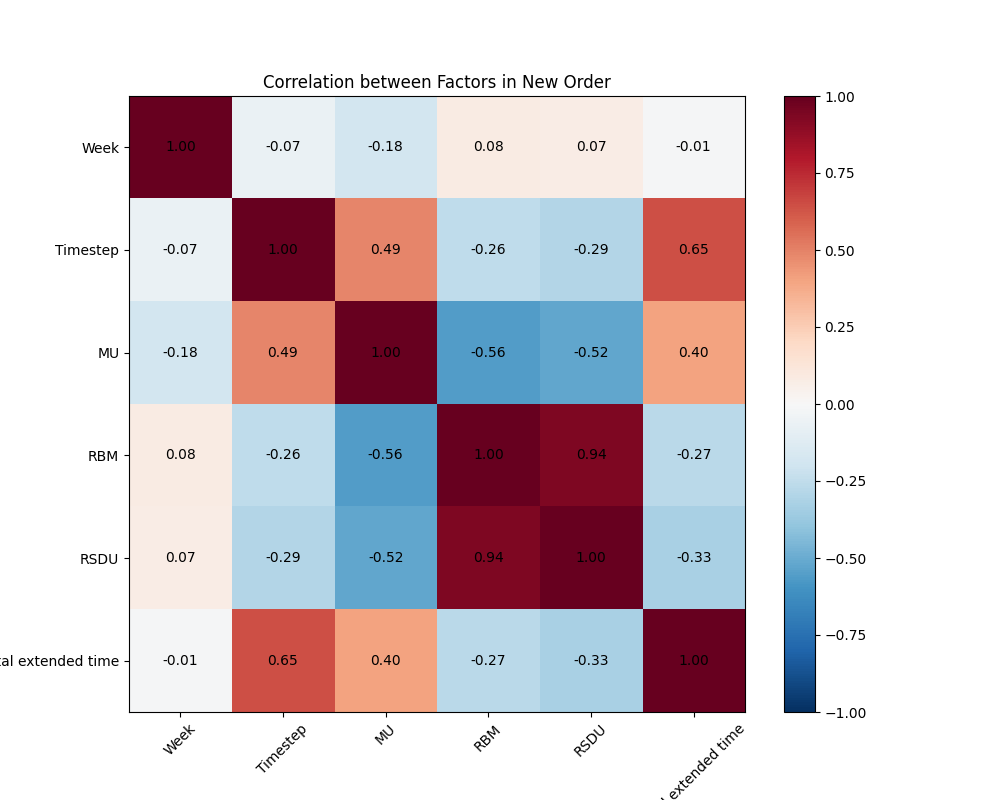 Correlation between Factors in New Order
Week 1.00 -0.07 -0.18 0.08 0.07 -0.01
Timestep -0.07 1.00 0.49 -0.26 -0.29 0.65
MU -0.18 0.49 1.00 -0.56 -0.52 0.40
RBM 0.08 -0.26 -0.56 1.00 0.94 -0.27
RSDU 0.07 -0.29 -0.52 0.94 1.00 -0.33
extended time -0.01 0.65 0.40 -0.27 -0.33 1.00
Week
Timestep
MU
RBM
RSDU
extended time
1.00
0.75
0.50
0.25
0.00
−0.25
−0.50
−0.75
−1.00